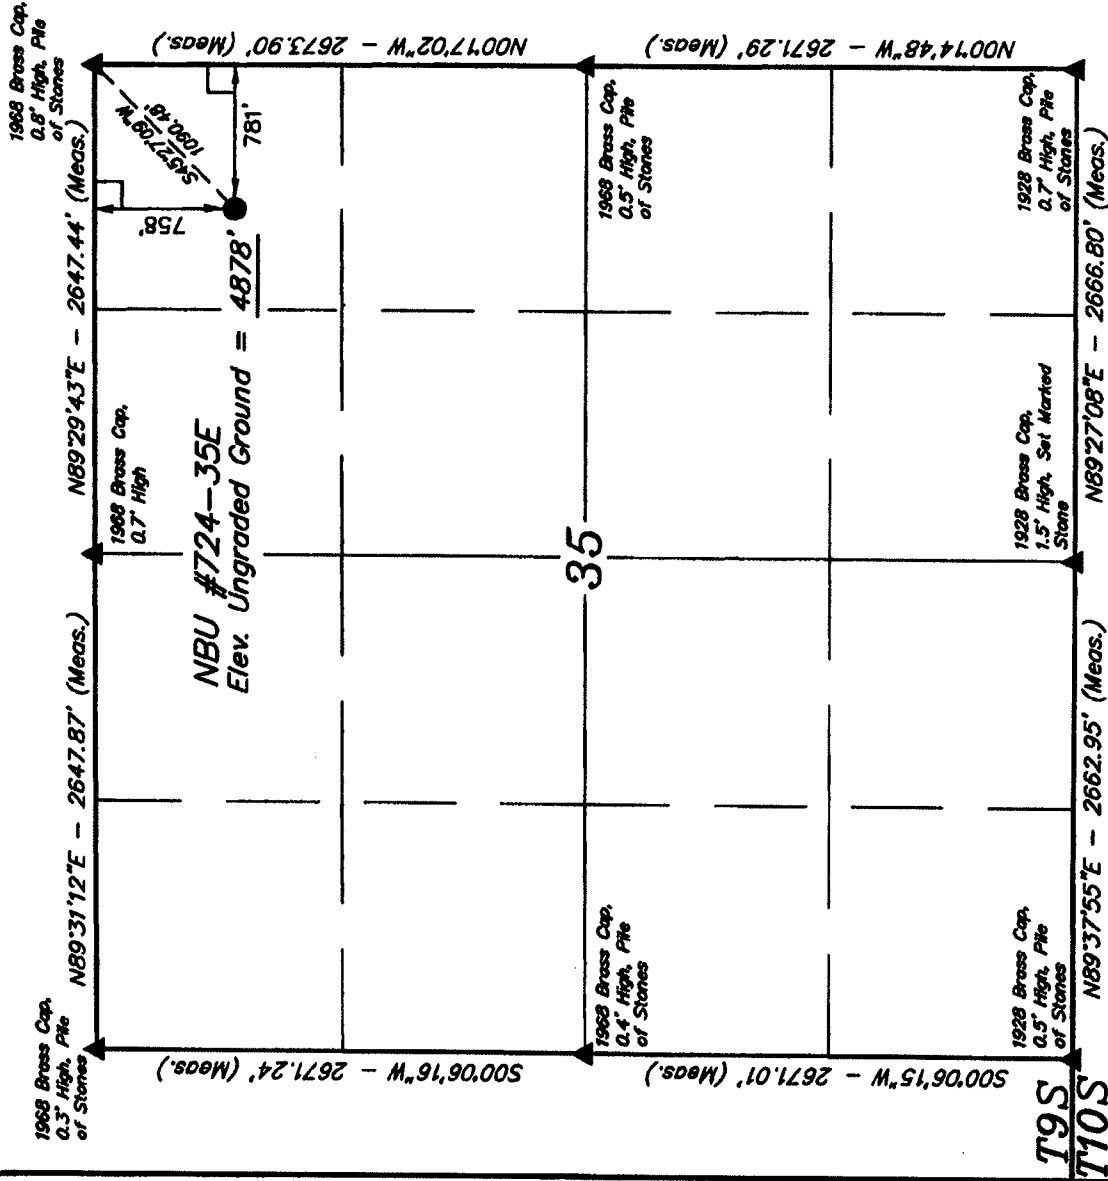 1968 Brass Cap,
0.3' High, Pile
of Stones
N89°31'12"E - 2647.87' (Meas.)
1968 Brass Cap,
0.7' High
N89°29'43"E - 2647.44' (Meas.)
1968 Brass Cap,
0.8' High, Pile
of Stones
S45°27'09"W
1090.48'
758'
781'
NBU #724-35E
Elev. Ungraded Ground = 4878'
S00°06'16"W - 2671.24' (Meas.)
N00°17'02"W - 2673.90' (Meas.)
35
1968 Brass Cap,
0.4' High, Pile
of Stones
1968 Brass Cap,
0.5' High, Pile
of Stones
S00°06'15"W - 2671.01' (Meas.)
N00°14'48"W - 2671.29' (Meas.)
1928 Brass Cap,
0.5' High, Pile
of Stones
1928 Brass Cap,
1.5' High, Set Marked
Stone
1928 Brass Cap,
0.7' High, Pile
of Stones
T9S
T10S
N89°37'55"E - 2662.95' (Meas.)
N89°27'08"E - 2666.80' (Meas.)